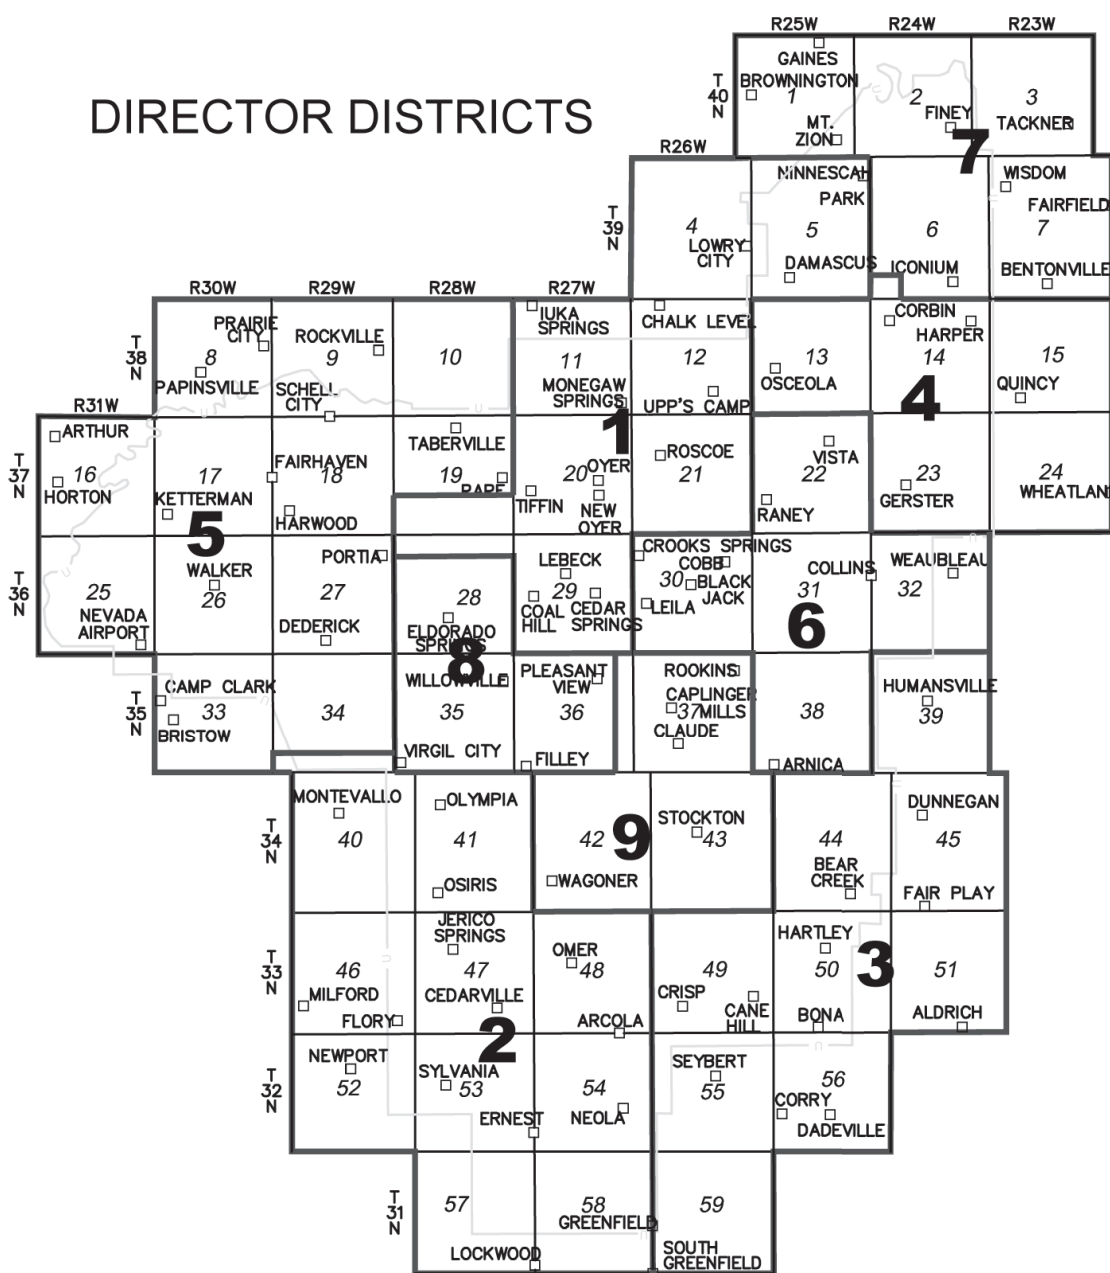 R25W R24W R23W
GAINES
T
40
N
BROWNINGTON
1
2
3
DIRECTOR DISTRICTS
FINEY
TACKNER
MT.
ZION
7
R26W
NINNESCAH
PARK
WISDOM
FAIRFIELD
T
39
N
4
5
6
7
LOWRY
CITY
DAMASCUS
ICONIUM
BENTONVILLE
R30W R29W R28W R27W
IUKA
SPRINGS
CHALK LEVEL
CORBIN
HARPER
PRAIRIE
CITY
ROCKVILLE
T
38
N
8
9
10
11
12
13
14
15
PAPINSVILLE
SCHELL
CITY
MONEGAW
SPRINGS
UPP'S CAMP
OSCEOLA
QUINCY
4
R31W
1
ARTHUR
TABERVILLE
ROSCOE
VISTA
T
37
N
16
17
FAIRHAVEN
18
19
20
OYER
21
22
23
24
HORTON
KETTERMAN
HARWOOD
RAPE
TIFFIN
NEW
OYER
RANEY
GERSTER
WHEATLAN
5
PORTIA
LEBECK
CROOKS SPRINGS
COBB
COLLINS
WEAUBLEAU
T
36
N
25
WALKER
26
27
28
29
30
BLACK
JACK
31
32
NEVADA
AIRPORT
DEDERICK
ELDORADO
SPRINGS
COAL
HILL
CEDAR
SPRINGS
LEILA
6
8
CAMP CLARK
WILLOWVILLE
PLEASANT
VIEW
ROOKINS
HUMANSVILLE
T
35
N
33
34
35
36
CAPLINGER
37
MILLS
38
39
BRISTOW
CLAUDE
VIRGIL CITY
FILLEY
ARNICA
MONTEVALLO
OLYMPIA
DUNNEGAN
T
34
N
40
41
42
9
STOCKTON
43
44
45
OSIRIS
WAGONER
BEAR
CREEK
FAIR PLAY
JERICO
SPRINGS
HARTLEY
T
33
N
46
47
OMER
48
49
50
3
51
MILFORD
FLORY
CEDARVILLE
ARCOLA
CRISP
CANE
HILL
BONA
ALDRICH
2
NEWPORT
SYLVANIA
SEYBERT
T
32
N
52
53
54
55
56
ERNEST
NEOLA
CORRY
DADEVILLE
T
31
N
57
58
59
GREENFIELD
LOCKWOOD
SOUTH
GREENFIELD